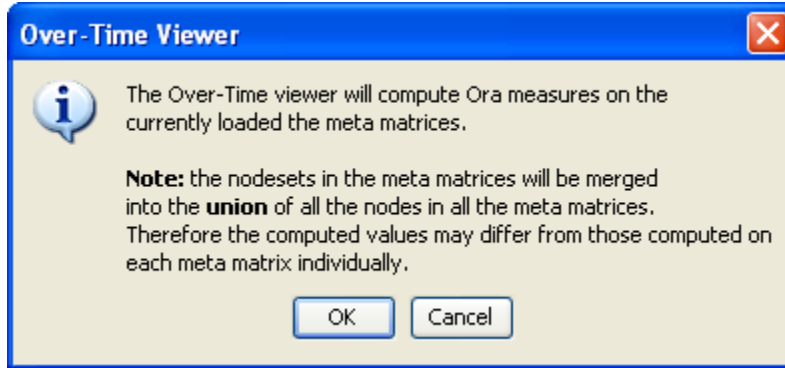 Over-Time Viewer
The Over-Time viewer will compute Ora measures on the
currently loaded the meta matrices.
Note: the nodesets in the meta matrices will be merged
into the union of all the nodes in all the meta matrices.
Therefore the computed values may differ from those computed on
each meta matrix individually.
OK Cancel